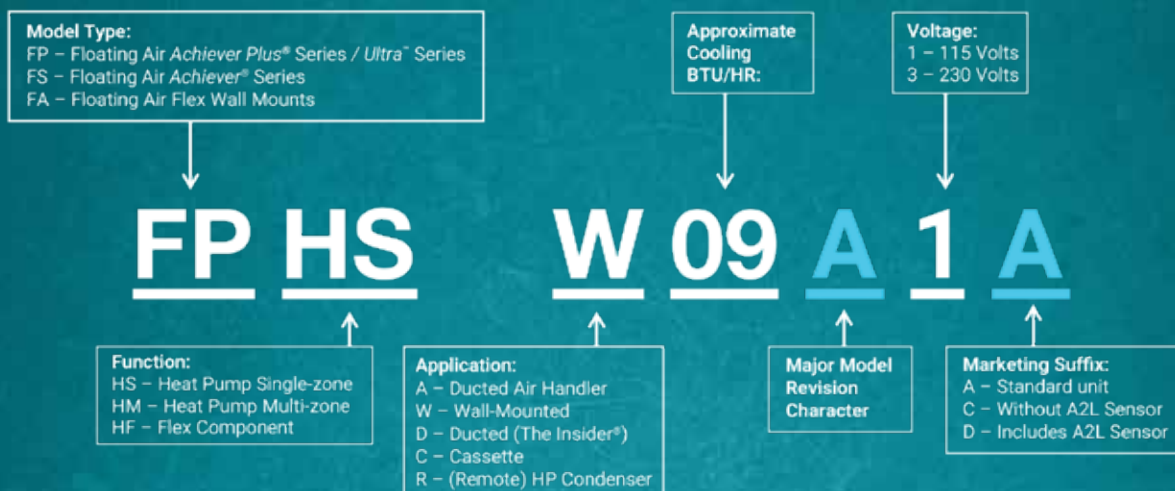 Model Type:
FP – Floating Air Achiever Plus® Series / Ultra™ Series
FS – Floating Air Achiever® Series
FA – Floating Air Flex Wall Mounts
Approximate
Cooling
BTU/HR:
Voltage:
1 – 115 Volts
3 – 230 Volts
FP HS W 09 A 1 A
Function:
HS – Heat Pump Single-zone
HM – Heat Pump Multi-zone
HF – Flex Component
Application:
A – Ducted Air Handler
W – Wall-Mounted
D – Ducted (The Insider®)
C – Cassette
R – (Remote) HP Condenser
Major Model
Revision
Character
Marketing Suffix:
A – Standard unit
C – Without A2L Sensor
D – Includes A2L Sensor